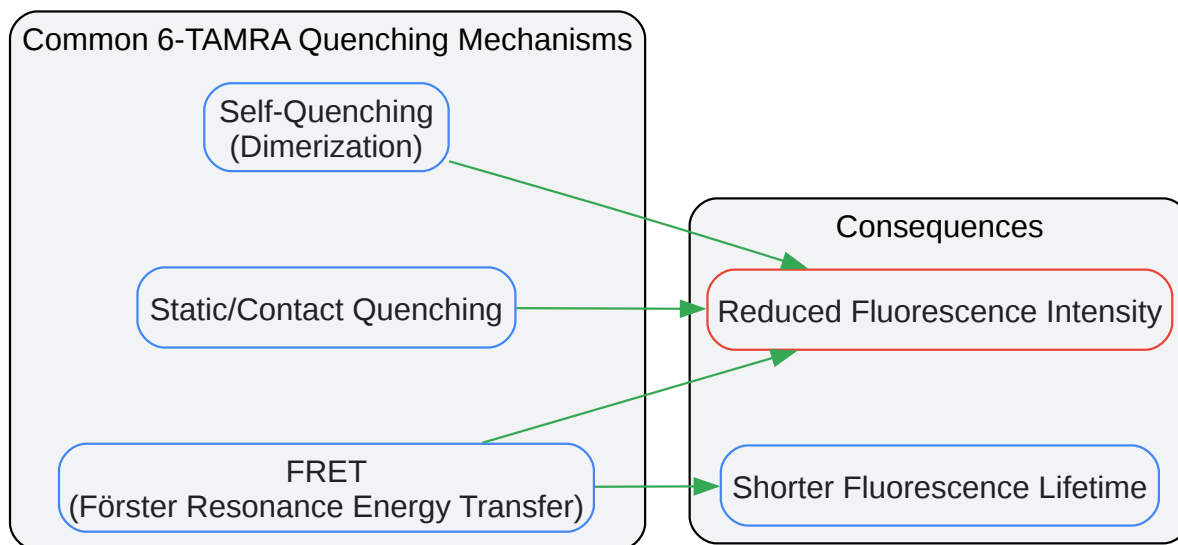 Common 6-TAMRA Quenching Mechanisms
Self-Quenching
(Dimerization)
Static/Contact Quenching
FRET
(Förster Resonance Energy Transfer)
Consequences
Reduced Fluorescence Intensity
Shorter Fluorescence Lifetime